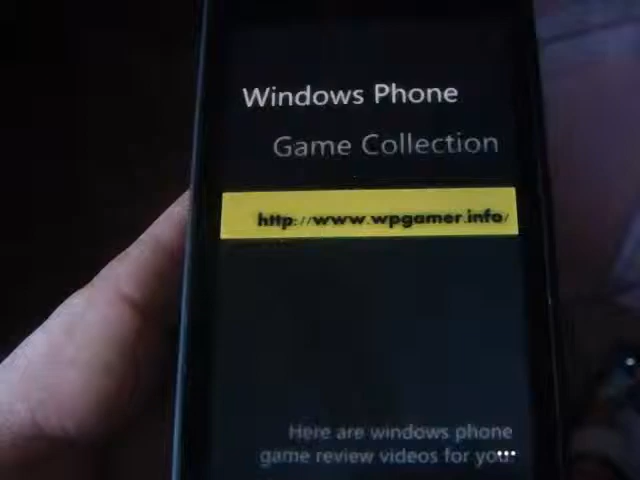 Windows Phone
Game Collection
http://www.wpgamer.info/
Here are windows phone
game review videos for you.